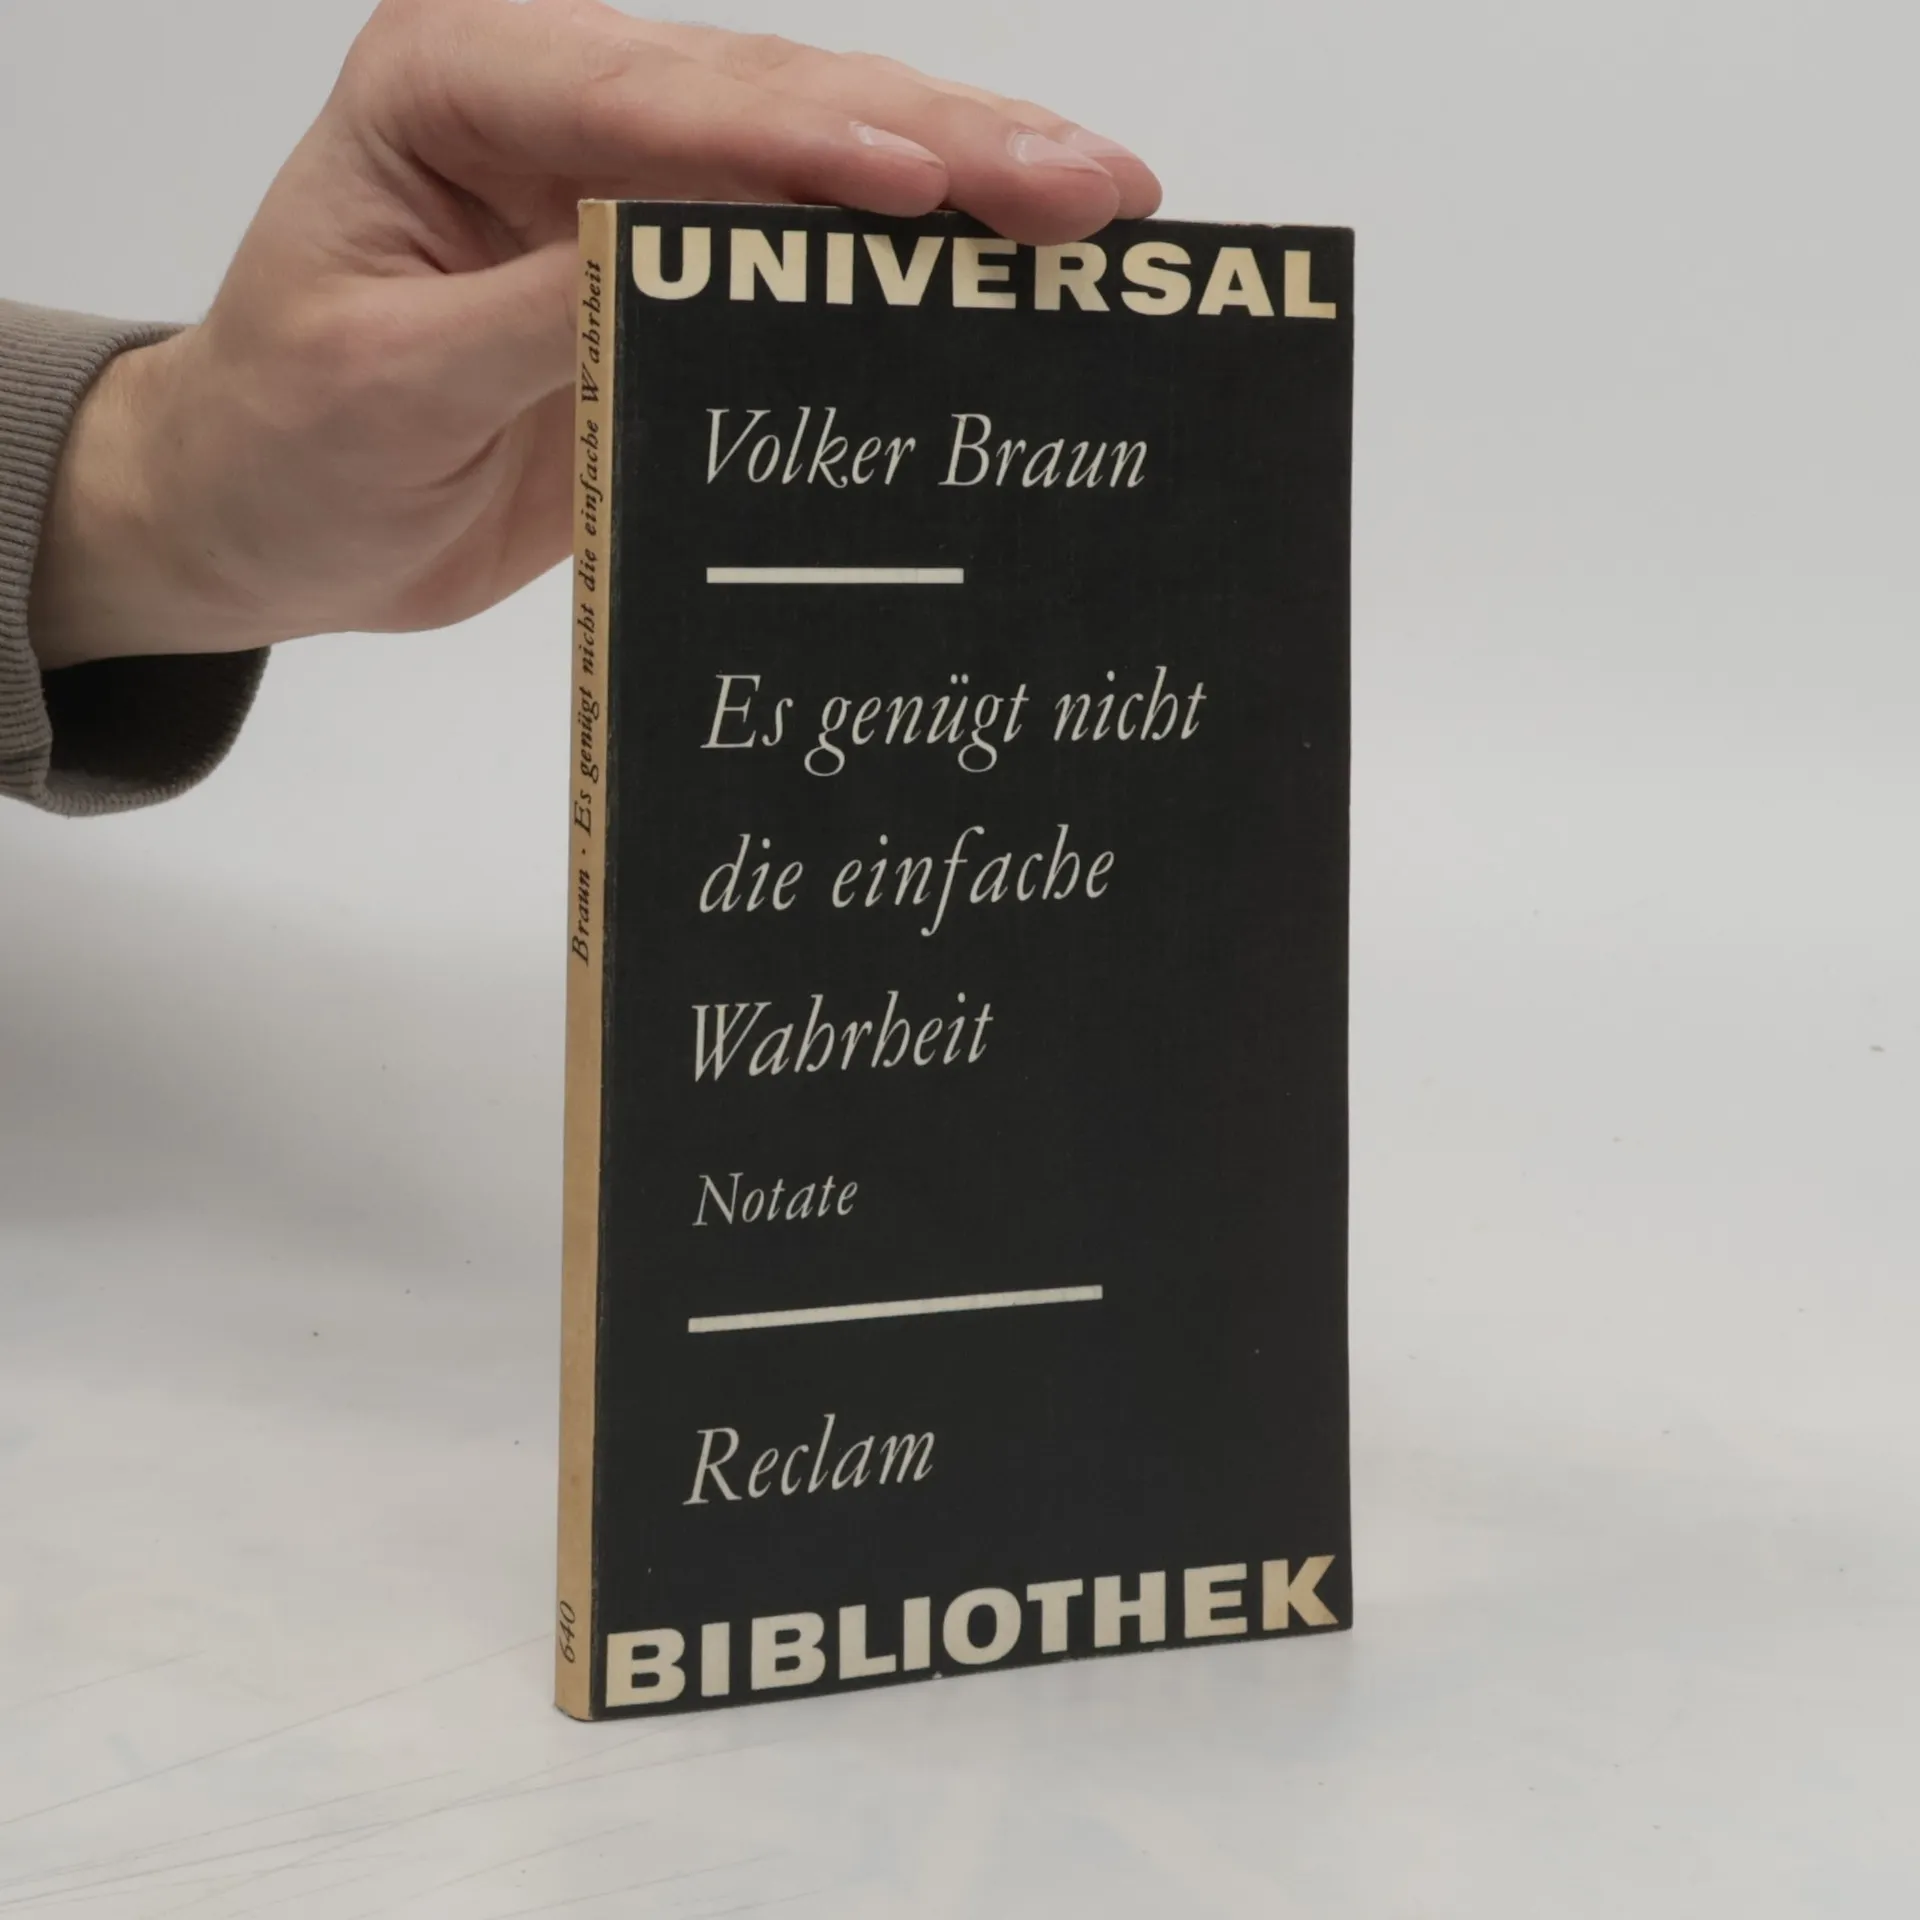 UNIVERSAL
Volker Braun
Es genügt nicht
die einfache
Wahrheit
Notate
Reclam
BIBLIOTHEK
Braun · Es genügt nicht die einfache Wahrheit
640